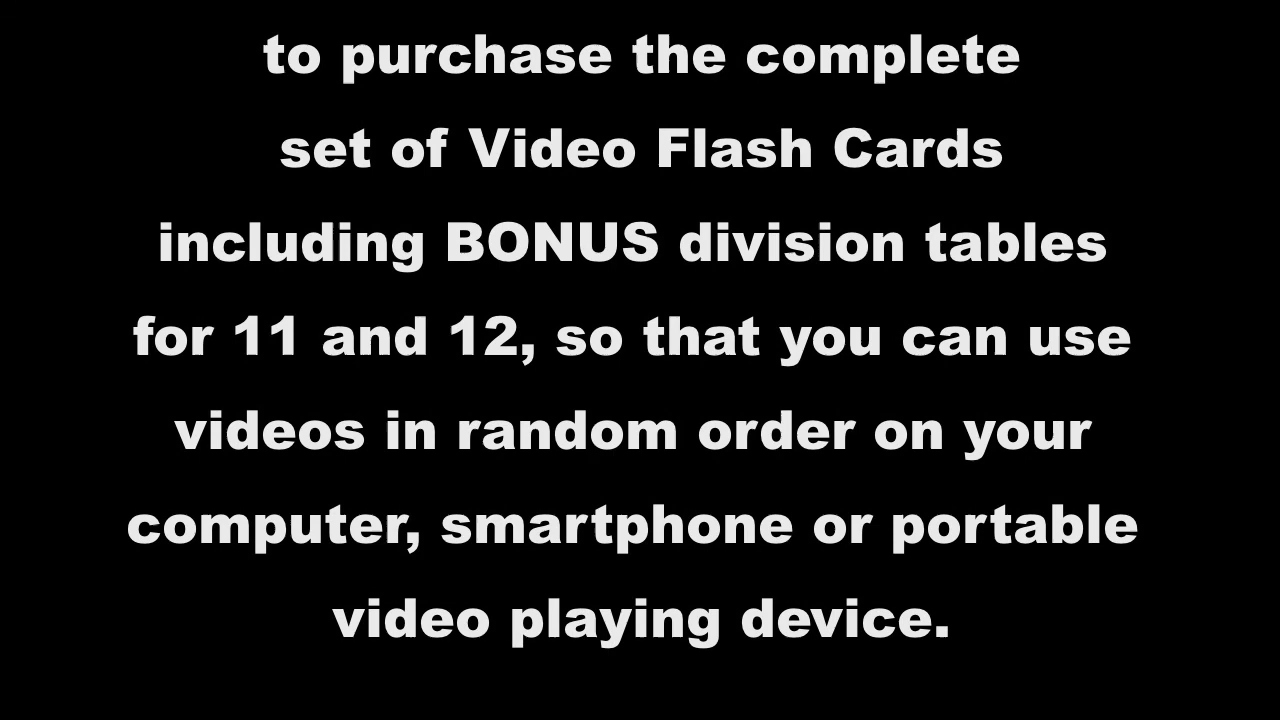 to purchase the complete
set of Video Flash Cards
including BONUS division tables
for 11 and 12, so that you can use
videos in random order on your
computer, smartphone or portable
video playing device.